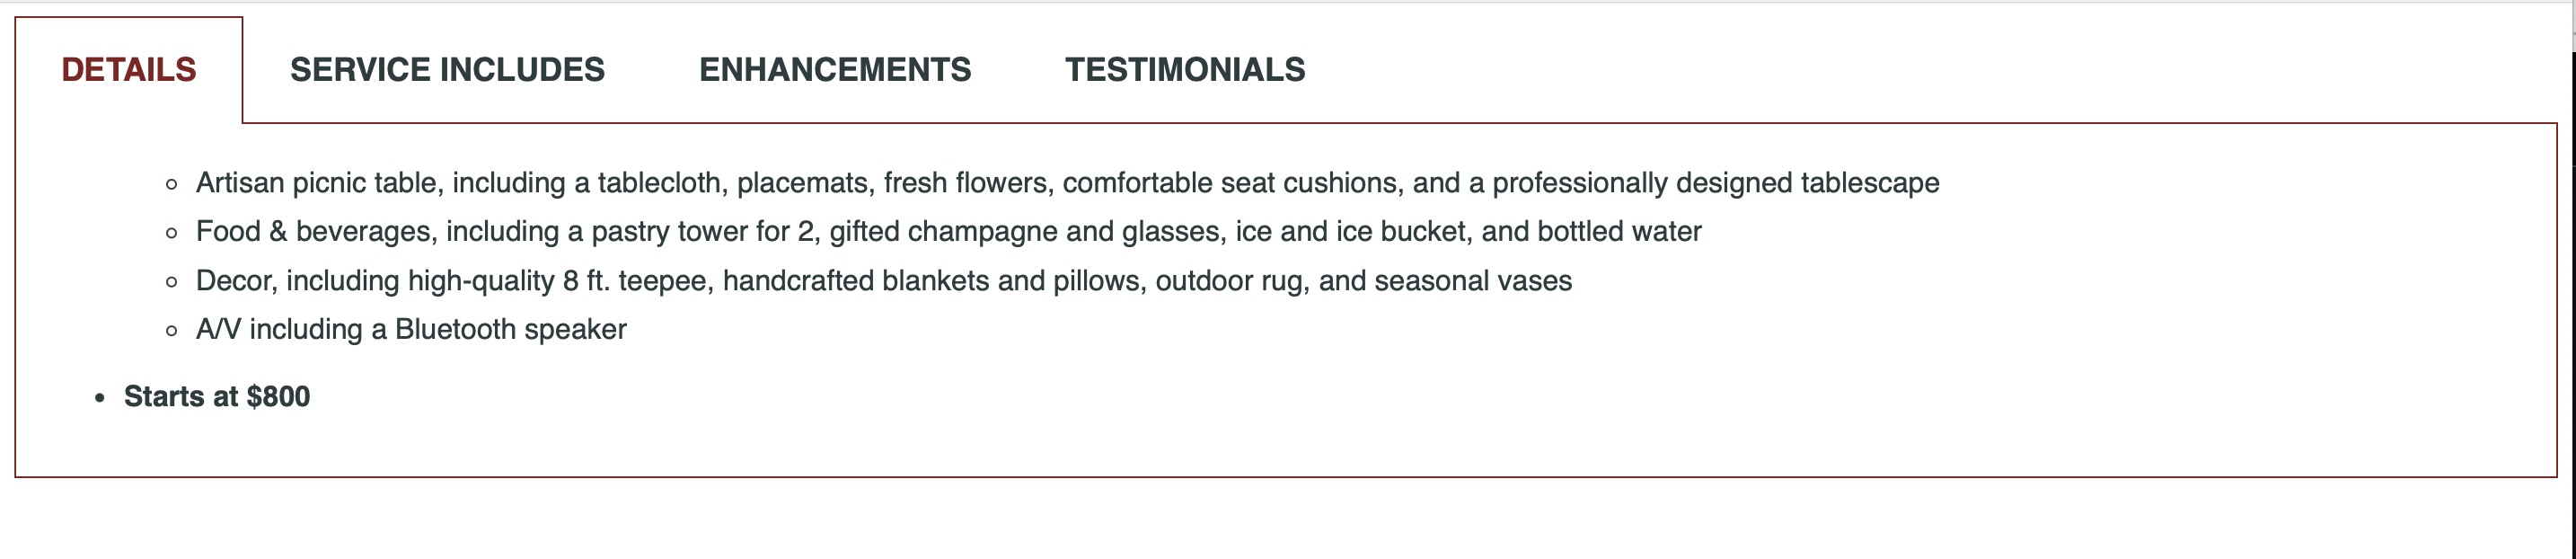 DETAILS SERVICE INCLUDES ENHANCEMENTS TESTIMONIALS
Artisan picnic table, including a tablecloth, placemats, fresh flowers, comfortable seat cushions, and a professionally designed tablescape
Food & beverages, including a pastry tower for 2, gifted champagne and glasses, ice and ice bucket, and bottled water
Decor, including high-quality 8 ft. teepee, handcrafted blankets and pillows, outdoor rug, and seasonal vases
A/V including a Bluetooth speaker
Starts at $800